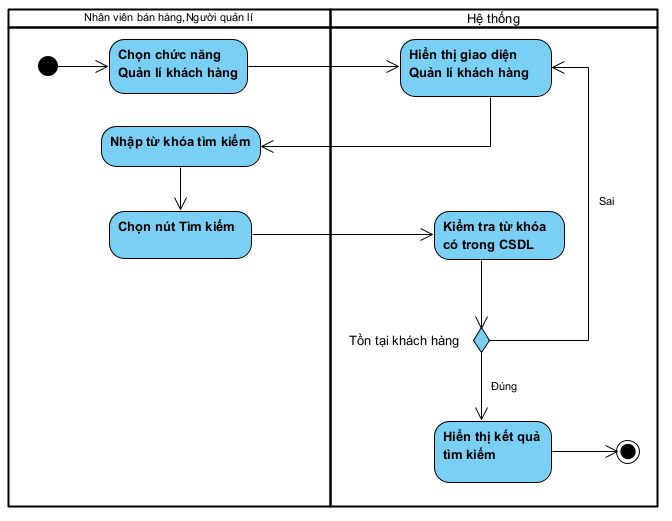 Nhân viên bán hàng,Người quản lí
Hệ thống
Chọn chức năng
Quản lí khách hàng
Hiển thị giao diện
Quản lí khách hàng
Nhập từ khóa tìm kiếm
Chọn nút Tìm kiếm
Kiểm tra từ khóa
có trong CSDL
Sai
Tồn tại khách hàng
Đúng
Hiển thị kết quả
tìm kiếm